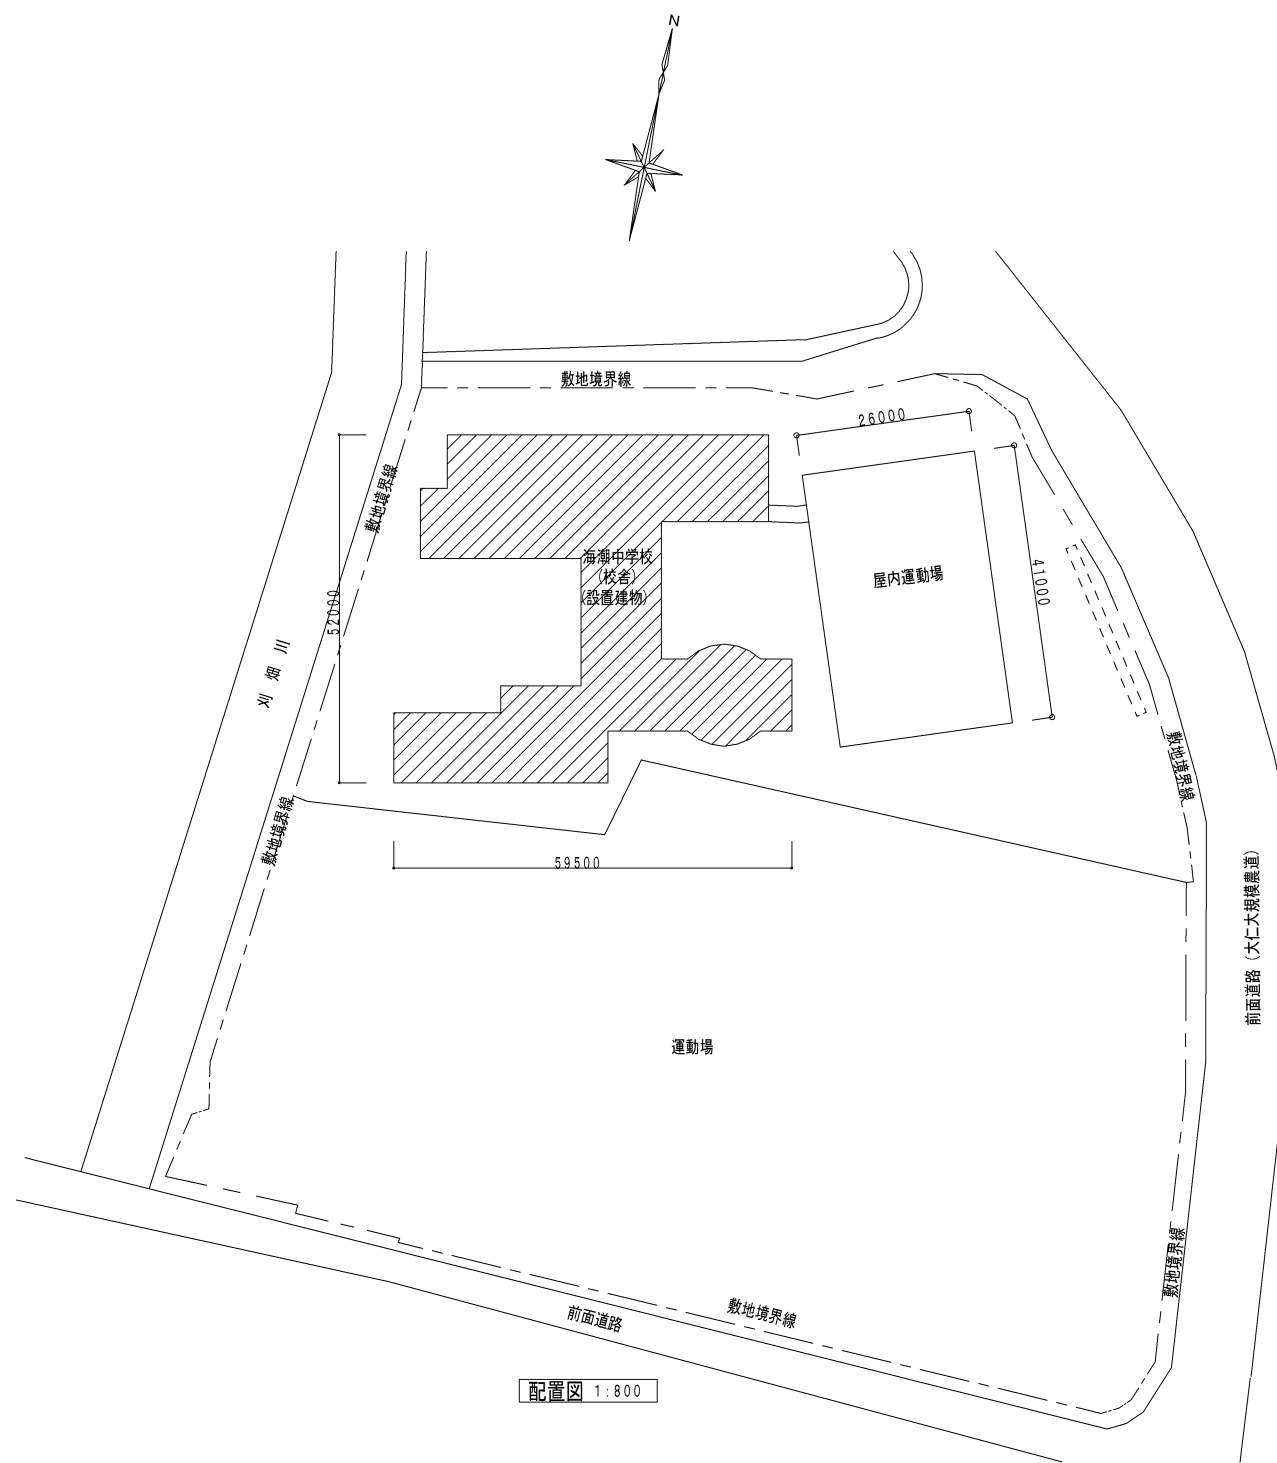 N
敷地境界線
26000
敷地境界線
海潮中学校
(校舎)
(設置建物)
屋内運動場
41000
52000
刈畑川
敷地境界線
敷地境界線
59500
前面道路（大仁大規模農道）
運動場
敷地境界線
敷地境界線
前面道路
配置図 1:800